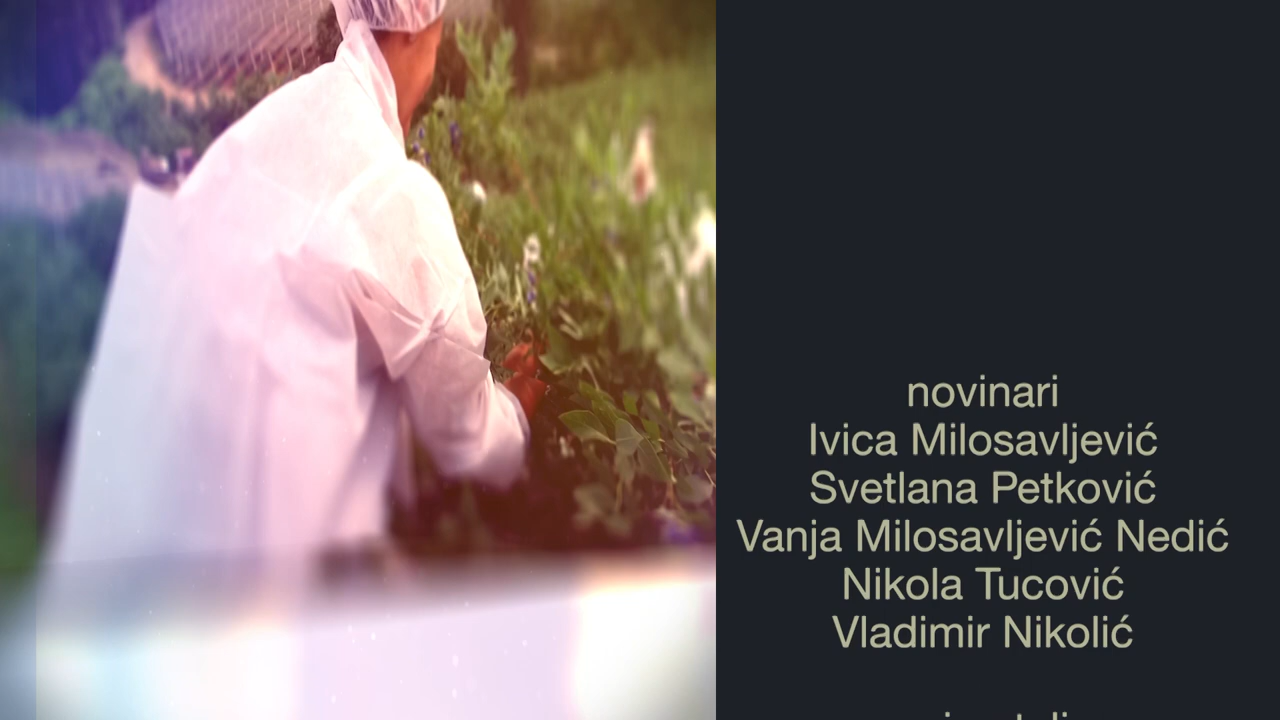 novinari
Ivica Milosavljević
Svetlana Petković
Vanja Milosavljević Nedić
Nikola Tucović
Vladimir Nikolić